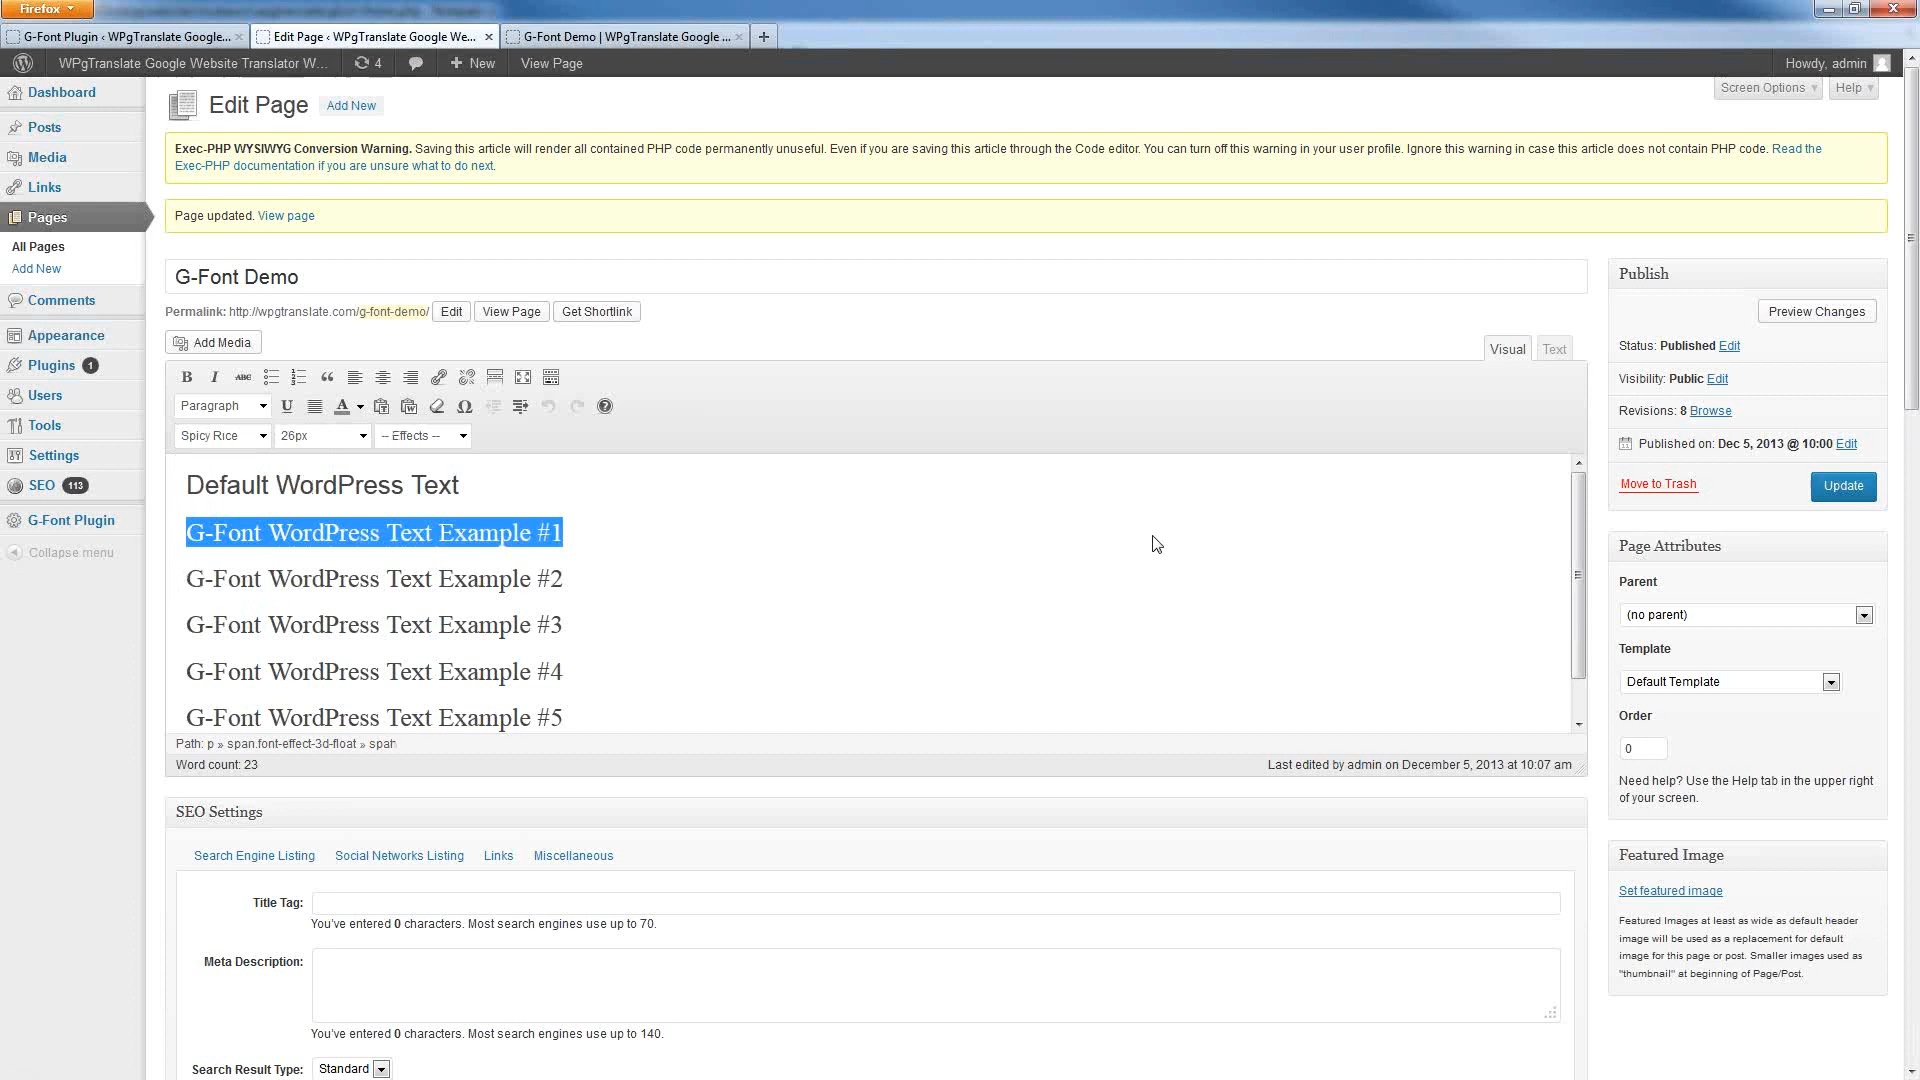 Firefox
G-Font Plugin ‹ WPgTranslate Google...
Edit Page ‹ WPgTranslate Google We...
G-Font Demo | WPgTranslate Google ...
WPgTranslate Google Website Translator W...
4
New
View Page
Howdy, admin
Dashboard
Posts
Media
Links
Pages
All Pages
Add New
Comments
Appearance
Plugins 1
Users
Tools
Settings
SEO 113
G-Font Plugin
Collapse menu
Edit Page
Add New
Screen Options
Help
Exec-PHP WYSIWYG Conversion Warning. Saving this article will render all contained PHP code permanently unuseful. Even if you are saving this article through the Code editor. You can turn off this warning in your user profile. Ignore this warning in case this article does not contain PHP code. Read the
Exec-PHP documentation if you are unsure what to do next.
Page updated. View page
G-Font Demo
Permalink: http://wpgtranslate.com/g-font-demo/ Edit View Page Get Shortlink
Add Media
Visual Text
B I ABC
Paragraph U A
Spicy Rice 26px -- Effects --
Default WordPress Text
G-Font WordPress Text Example #1
G-Font WordPress Text Example #2
G-Font WordPress Text Example #3
G-Font WordPress Text Example #4
G-Font WordPress Text Example #5
Path: p » span.font-effect-3d-float » span
Word count: 23
Last edited by admin on December 5, 2013 at 10:07 am
SEO Settings
Search Engine Listing Social Networks Listing Links Miscellaneous
Title Tag:
You've entered 0 characters. Most search engines use up to 70.
Meta Description:
You've entered 0 characters. Most search engines use up to 140.
Search Result Type: Standard
Publish
Preview Changes
Status: Published Edit
Visibility: Public Edit
Revisions: 8 Browse
Published on: Dec 5, 2013 @ 10:00 Edit
Move to Trash
Update
Page Attributes
Parent
(no parent)
Template
Default Template
Order
0
Need help? Use the Help tab in the upper right
of your screen.
Featured Image
Set featured image
Featured Images at least as wide as default header
image will be used as a replacement for default
image for this page or post. Smaller images used as
"thumbnail" at beginning of Page/Post.